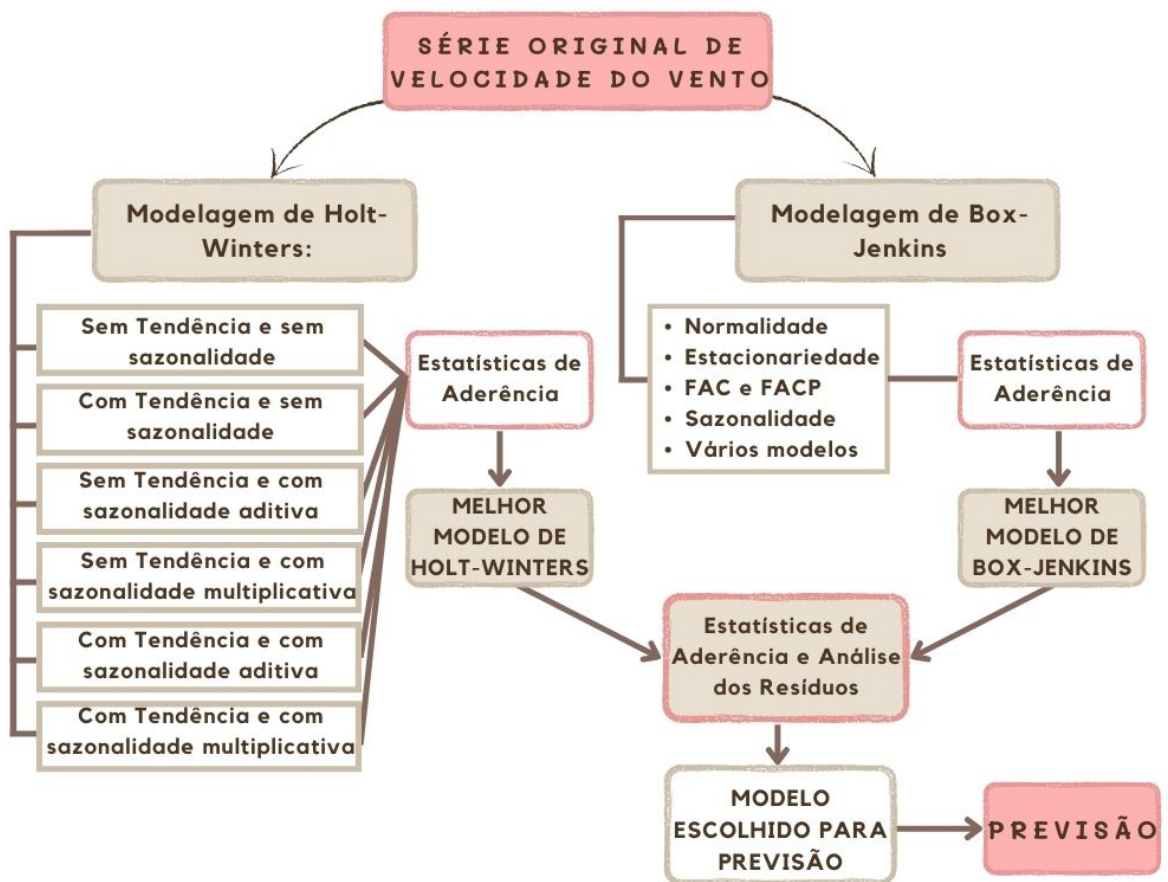 SÉRIE ORIGINAL DE
VELOCIDADE DO VENTO
Modelagem de Holt-
Winters:
Sem Tendência e sem
sazonalidade
Com Tendência e sem
sazonalidade
Sem Tendência e com
sazonalidade aditiva
Sem Tendência e com
sazonalidade multiplicativa
Com Tendência e com
sazonalidade aditiva
Com Tendência e com
sazonalidade multiplicativa
Estatísticas de
Aderência
MELHOR
MODELO DE
HOLT-WINTERS
Modelagem de Box-
Jenkins
• Normalidade
• Estacionariedade
• FAC e FACP
• Sazonalidade
• Vários modelos
Estatísticas de
Aderência
MELHOR
MODELO DE
BOX-JENKINS
Estatísticas de
Aderência e Análise
dos Resíduos
MODELO
ESCOLHIDO PARA
PREVISÃO
PREVISÃO